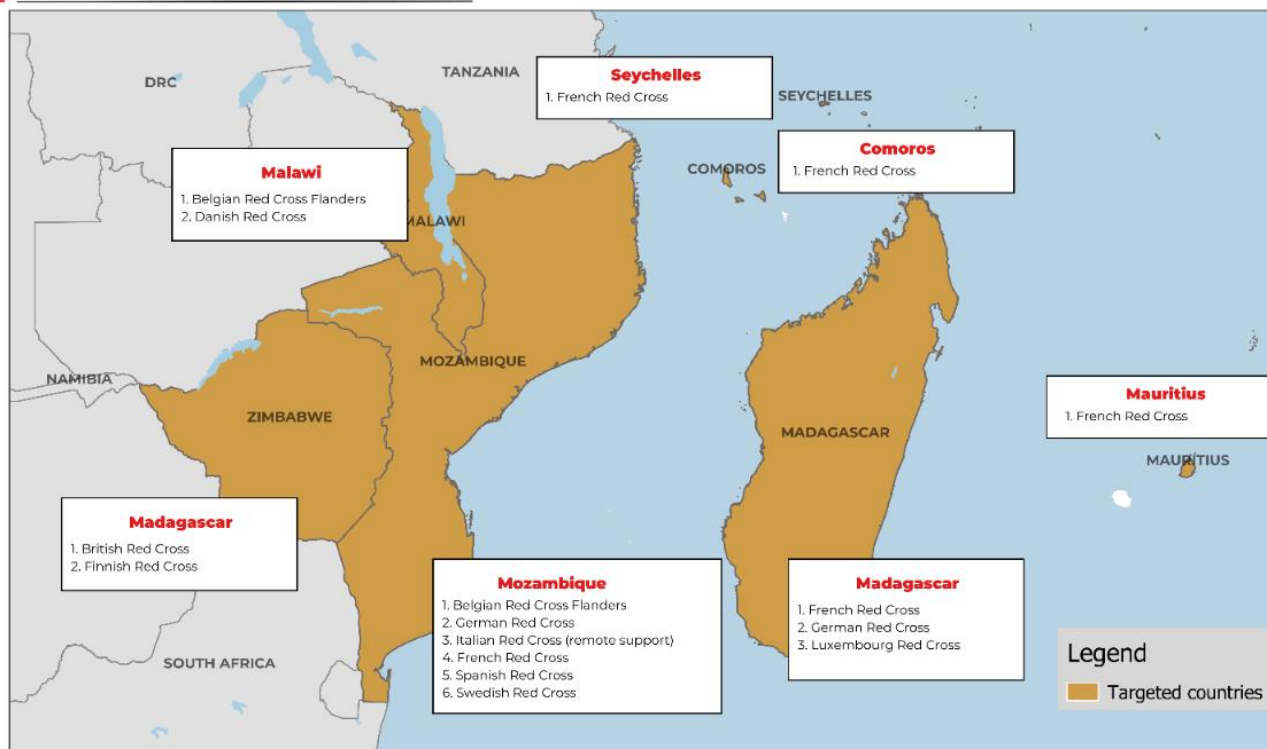 DRC
TANZANIA
Seychelles
1. French Red Cross
SEYCHELLES
Malawi
1. Belgian Red Cross Flanders
2. Danish Red Cross
COMOROS
Comoros
1. French Red Cross
MALAWI
MOZAMBIQUE
NAMIBIA
ZIMBABWE
MADAGASCAR
Mauritius
1. French Red Cross
MAURITIUS
Madagascar
1. British Red Cross
2. Finnish Red Cross
Mozambique
1. Belgian Red Cross Flanders
2. German Red Cross
3. Italian Red Cross (remote support)
4. French Red Cross
5. Spanish Red Cross
6. Swedish Red Cross
Madagascar
1. French Red Cross
2. German Red Cross
3. Luxembourg Red Cross
SOUTH AFRICA
Legend
Targeted countries